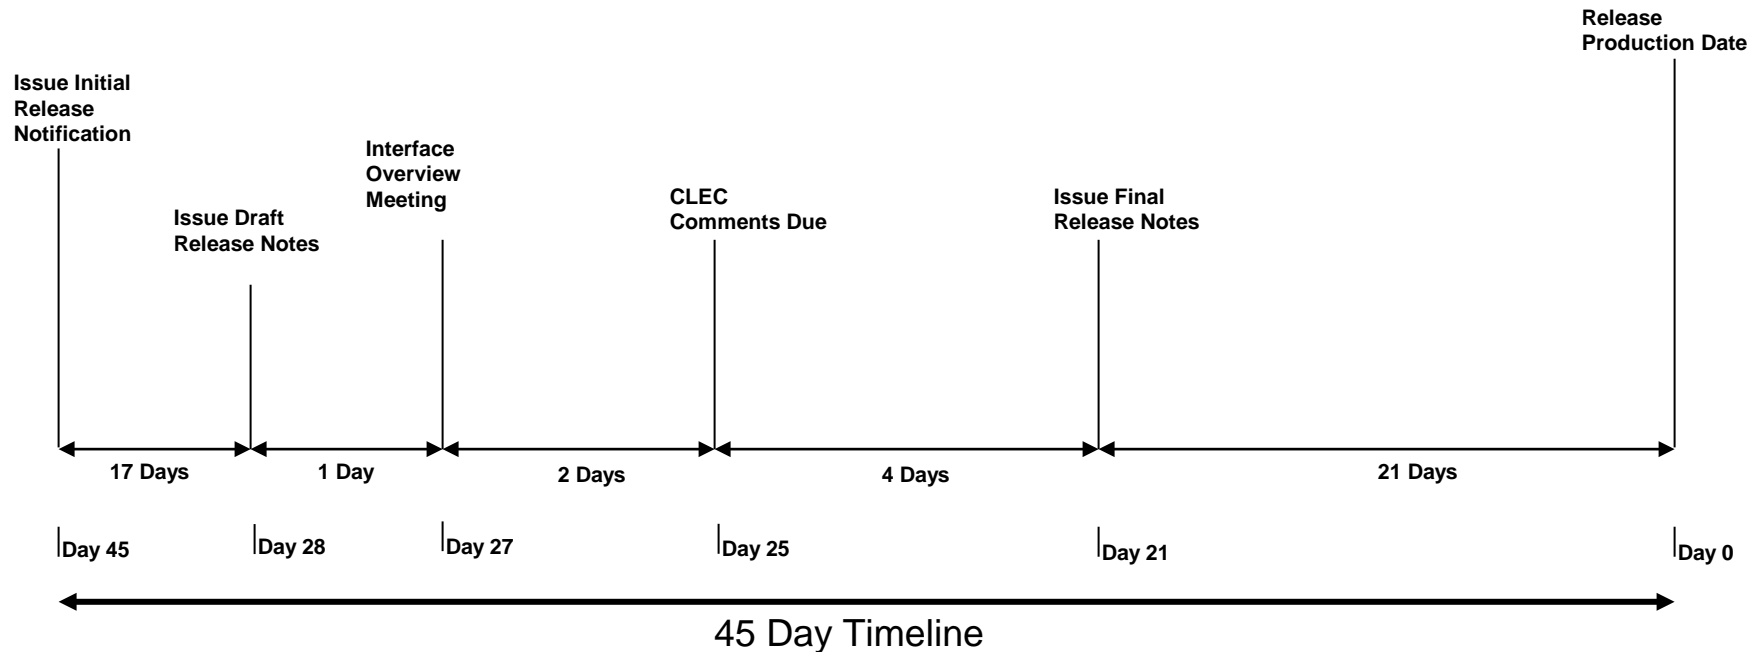 Release
Production Date
Issue Initial
Release
Notification
Interface
Overview
Meeting
CLEC
Comments Due
Issue Final
Release Notes
Issue Draft
Release Notes
17 Days
1 Day
2 Days
4 Days
21 Days
Day 45
Day 28
Day 27
Day 25
Day 21
Day 0
45 Day Timeline